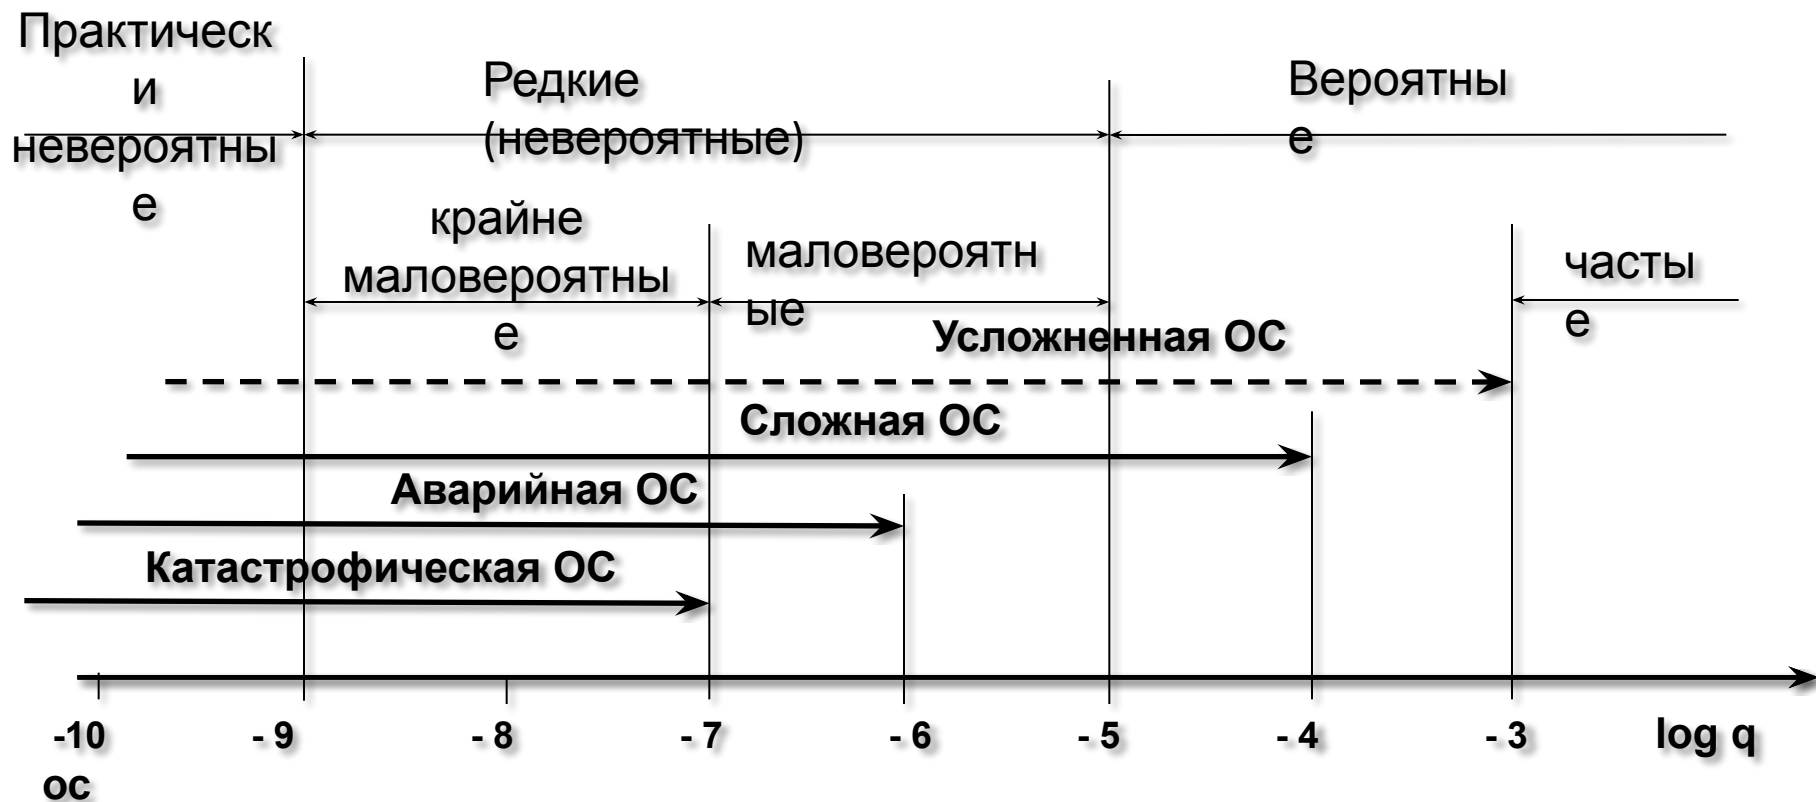 Практическ
и
невероятны
е
Редкие
(невероятные)
Вероятны
е
крайне
маловероятны
е
маловероятн
ые
часты
е
Усложненная ОС
Сложная ОС
Аварийная ОС
Катастрофическая ОС
-10
- 9
- 8
- 7
- 6
- 5
- 4
- 3
log q
ОС